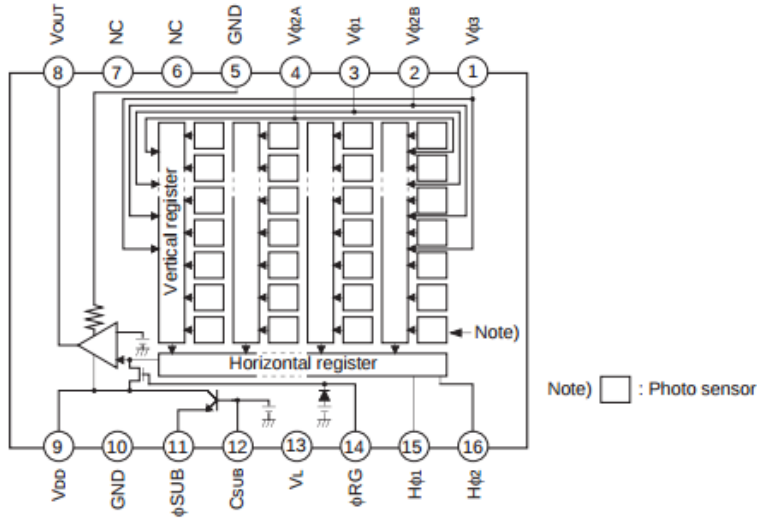 VOUT NC NC GND Vϕ2A Vϕ1 Vϕ2B Vϕ3
8 7 6 5 4 3 2 1
Vertical register
Note)
Horizontal register
Note) : Photo sensor
9 10 11 12 13 14 15 16
VDD GND ϕSUB CSUB VL ϕRG Hϕ1 Hϕ2